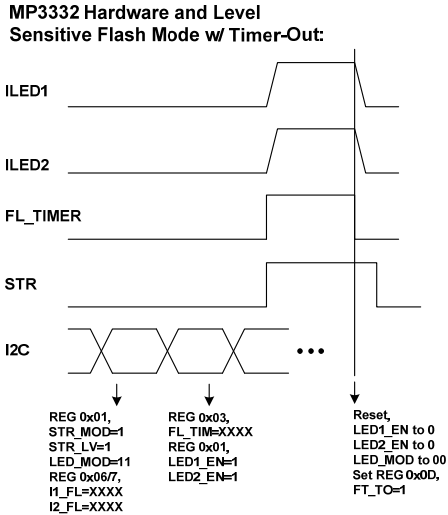 MP3332 Hardware and Level
Sensitive Flash Mode w/ Timer-Out:
ILED1
ILED2
FL_TIMER
STR
I2C
REG 0x01,
STR_MOD=1
STR_LV=1
LED_MOD=11
REG 0x06/7,
I1_FL=XXXX
I2_FL=XXXX
REG 0x03,
FL_TIM=XXXX
REG 0x01,
LED1_EN=1
LED2_EN=1
Reset,
LED1_EN to 0
LED2_EN to 0
LED_MOD to 00
Set REG 0x0D,
FT_TO=1